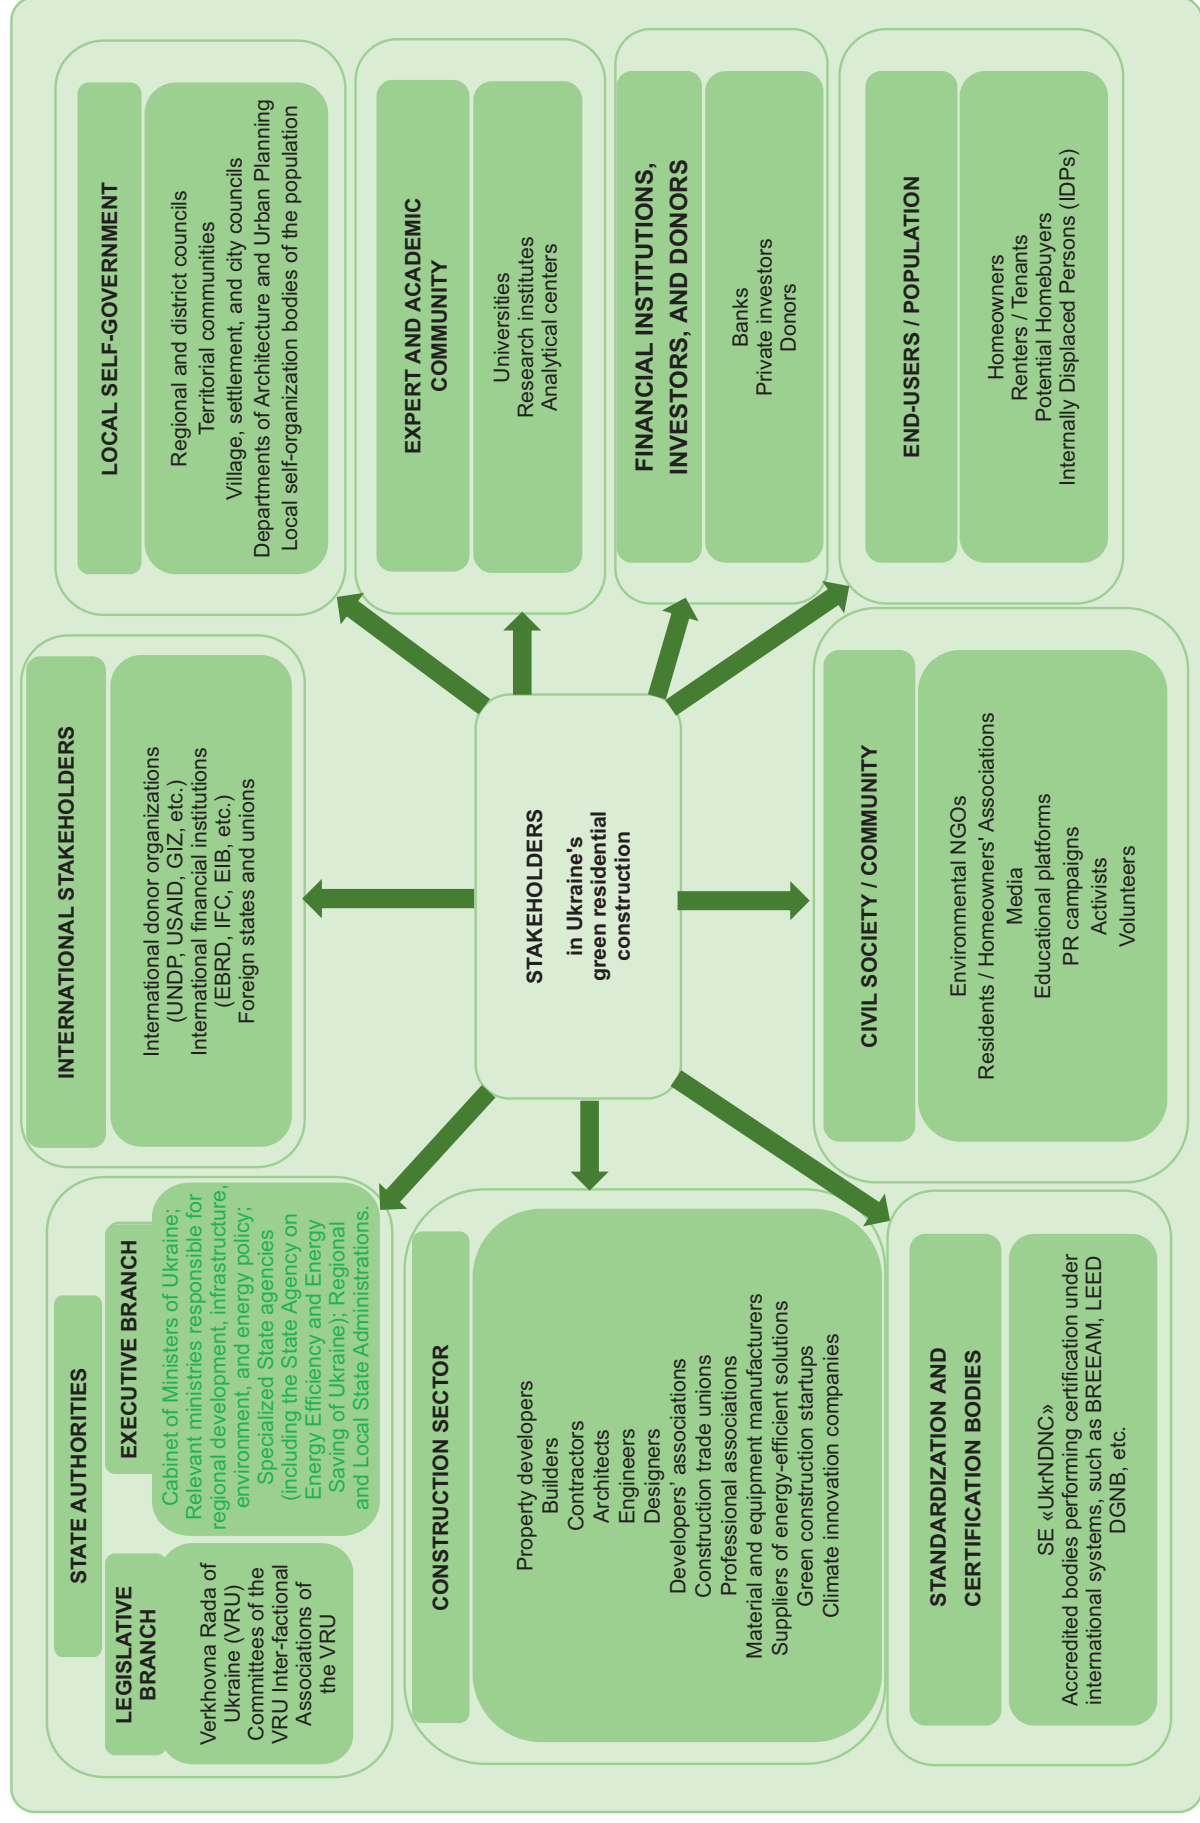 STATE AUTHORITIES
LEGISLATIVE
BRANCH
Verkhovna Rada of
Ukraine (VRU)
Committees of the
VRU Inter-factional
Associations of
the VRU
EXECUTIVE BRANCH
Cabinet of Ministers of Ukraine;
Relevant ministries responsible for
regional development, infrastructure,
environment, and energy policy;
Specialized State agencies
(including the State Agency on
Energy Efficiency and Energy
Saving of Ukraine); Regional
and Local State Administrations.
INTERNATIONAL STAKEHOLDERS
International donor organizations
(UNDP, USAID, GIZ, etc.)
International financial institutions
(EBRD, IFC, EIB, etc.)
Foreign states and unions
LOCAL SELF-GOVERNMENT
Regional and district councils
Territorial communities
Village, settlement, and city councils
Departments of Architecture and Urban Planning
Local self-organization bodies of the population
CONSTRUCTION SECTOR
Property developers
Builders
Contractors
Architects
Engineers
Designers
Developers' associations
Construction trade unions
Professional associations
Material and equipment manufacturers
Suppliers of energy-efficient solutions
Green construction startups
Climate innovation companies
STAKEHOLDERS
in Ukraine's
green residential
construction
EXPERT AND ACADEMIC
COMMUNITY
Universities
Research institutes
Analytical centers
FINANCIAL INSTITUTIONS,
INVESTORS, AND DONORS
Banks
Private investors
Donors
STANDARDIZATION AND
CERTIFICATION BODIES
SE «UkrNDNC»
Accredited bodies performing certification under
international systems, such as BREEAM, LEED
DGNB, etc.
CIVIL SOCIETY / COMMUNITY
Environmental NGOs
Residents / Homeowners' Associations
Media
Educational platforms
PR campaigns
Activists
Volunteers
END-USERS / POPULATION
Homeowners
Renters / Tenants
Potential Homebuyers
Internally Displaced Persons (IDPs)